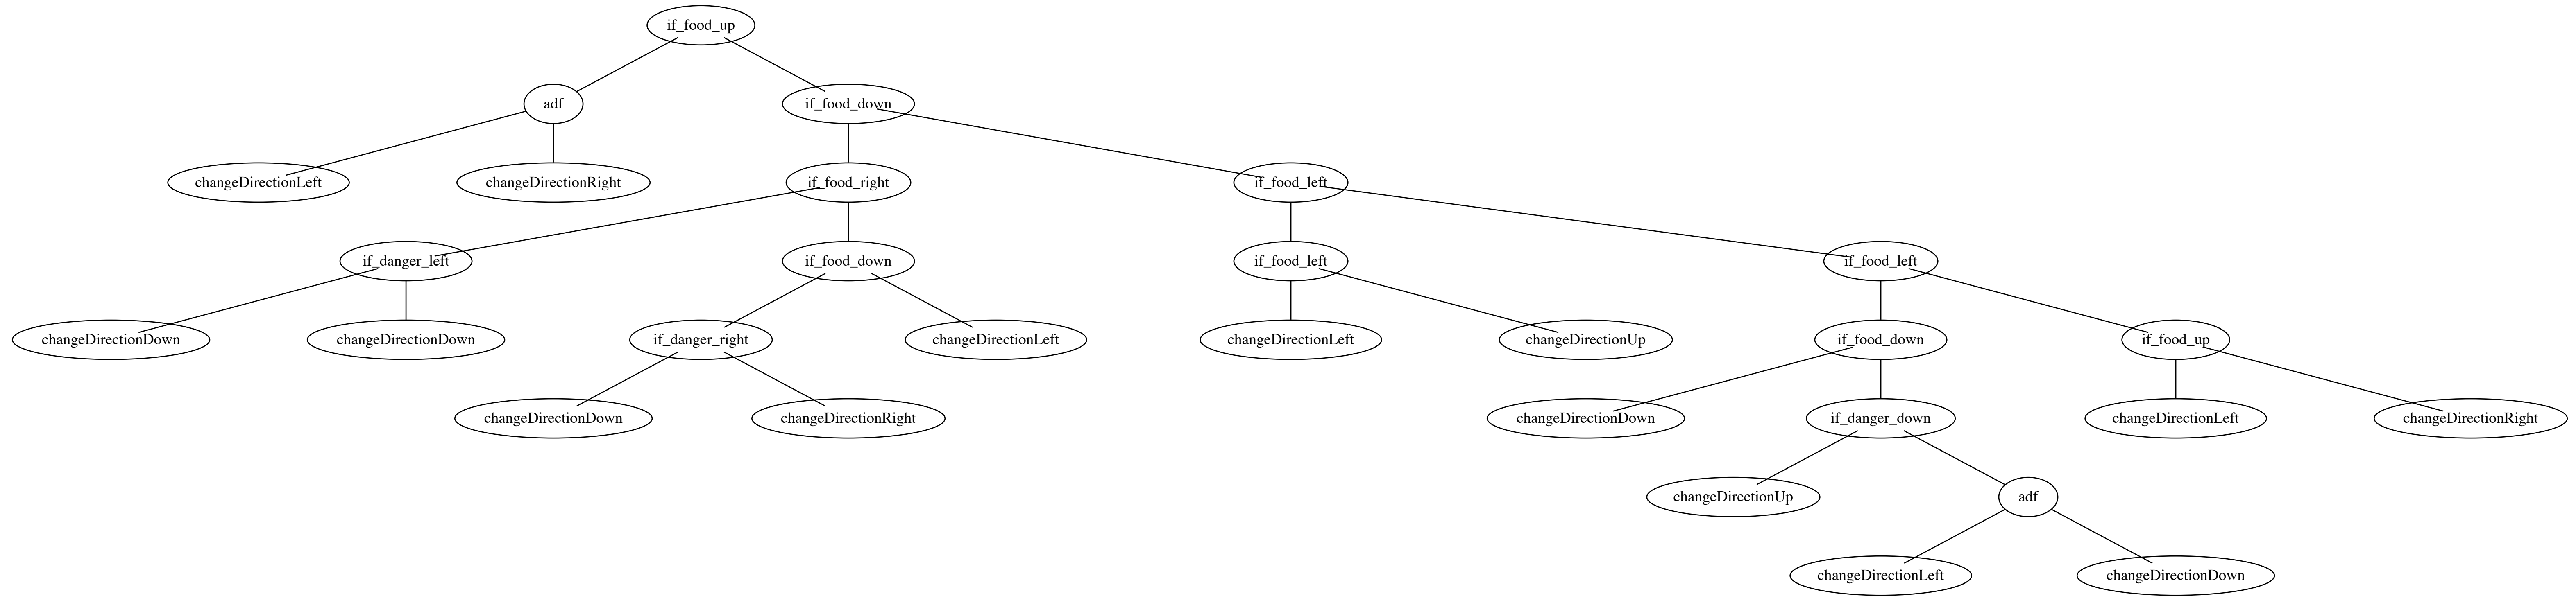 if_food_up
adf
if_food_down
changeDirectionLeft
changeDirectionRight
if_food_right
if_food_left
if_danger_left
if_food_down
if_food_left
if_food_left
changeDirectionDown
changeDirectionDown
if_danger_right
changeDirectionLeft
changeDirectionLeft
changeDirectionUp
if_food_down
if_food_up
changeDirectionDown
changeDirectionRight
changeDirectionDown
if_danger_down
changeDirectionLeft
changeDirectionRight
changeDirectionUp
adf
changeDirectionLeft
changeDirectionDown